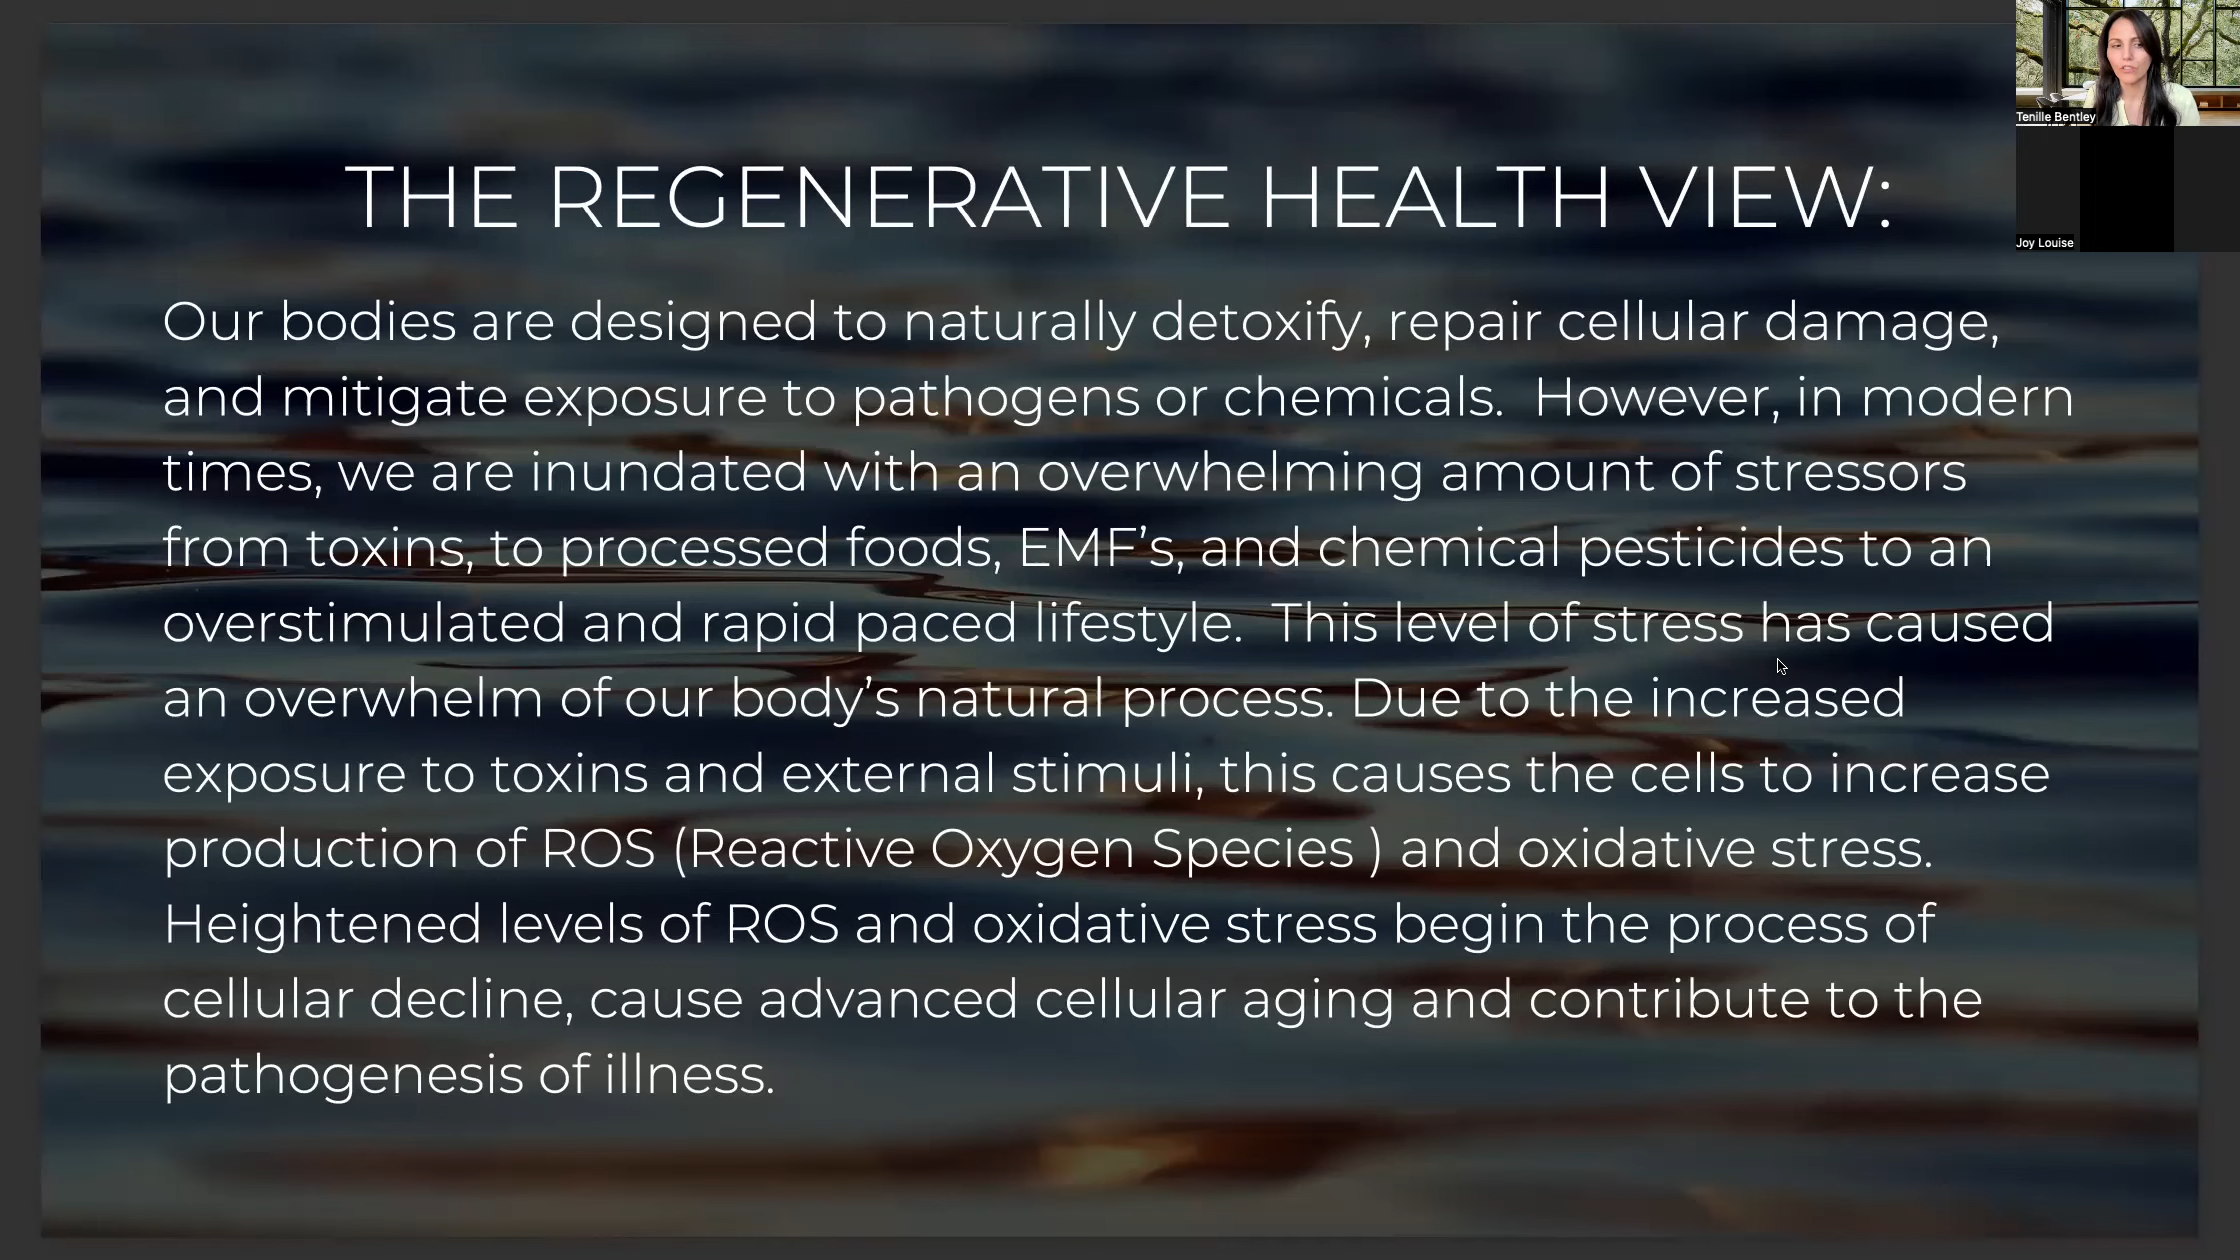 THE REGENERATIVE HEALTH VIEW:
Our bodies are designed to naturally detoxify, repair cellular damage,
and mitigate exposure to pathogens or chemicals.  However, in modern
times, we are inundated with an overwhelming amount of stressors
from toxins, to processed foods, EMF’s, and chemical pesticides to an
overstimulated and rapid paced lifestyle.  This level of stress has caused
an overwhelm of our body’s natural process. Due to the increased
exposure to toxins and external stimuli, this causes the cells to increase
production of ROS (Reactive Oxygen Species ) and oxidative stress.
Heightened levels of ROS and oxidative stress begin the process of
cellular decline, cause advanced cellular aging and contribute to the
pathogenesis of illness.
Tenille Bentley
Joy Louise